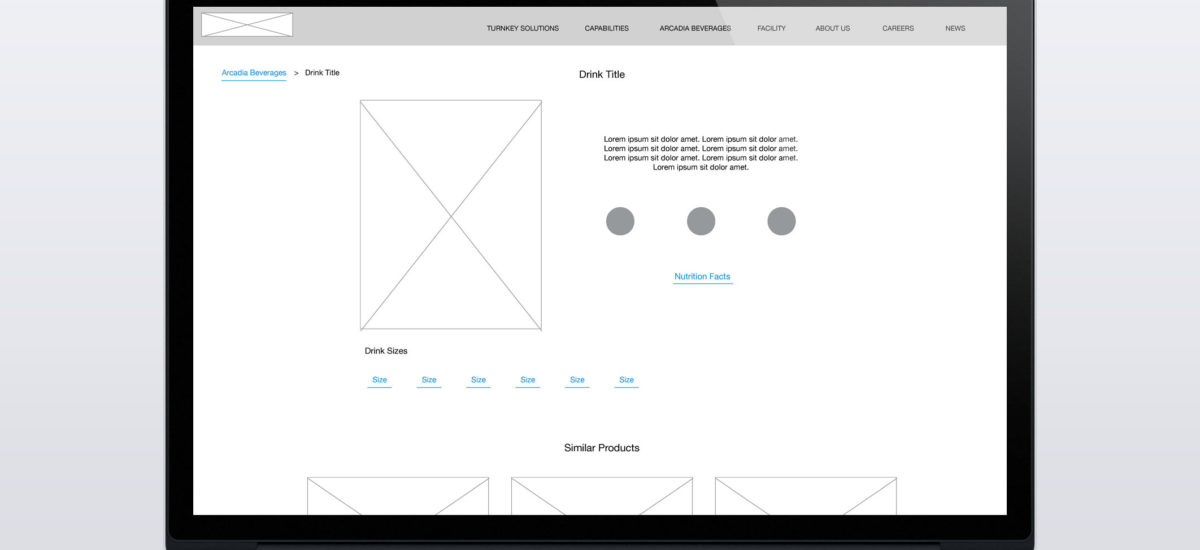 TURNKEY SOLUTIONS CAPABILITIES ARCADIA BEVERAGES FACILITY ABOUT US CAREERS NEWS
Arcadia Beverages > Drink Title
Drink Title
Lorem ipsum sit dolor amet. Lorem ipsum sit dolor amet.
Lorem ipsum sit dolor amet. Lorem ipsum sit dolor amet.
Lorem ipsum sit dolor amet. Lorem ipsum sit dolor amet.
Lorem ipsum sit dolor amet.
Nutrition Facts
Drink Sizes
Size Size Size Size Size Size
Similar Products